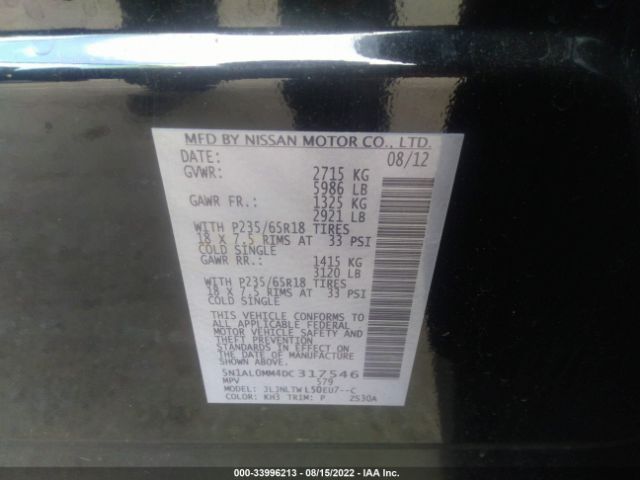 MFD BY NISSAN MOTOR CO., LTD.
DATE: 08/12
GVWR: 2715 KG
5986 LB
GAWR FR.: 1325 KG
2921 LB
WITH P235/65R18 TIRES
18 X 7.5 RIMS AT 33 PSI
COLD SINGLE
GAWR RR.: 1415 KG
3120 LB
WITH P235/65R18 TIRES
18 X 7.5 RIMS AT 33 PSI
COLD SINGLE
THIS VEHICLE CONFORMS TO
ALL APPLICABLE FEDERAL
MOTOR VEHICLE SAFETY AND
THEFT PREVENTION
STANDARDS IN EFFECT ON
THE DATE OF MANUFACTURE
SHOWN ABOVE.
5N1AL0MM4DC317546
MPV 579
MODEL: JLJNLTWL50EU7--C
COLOR: KH3 TRIM: P 2S30A
000-33996213 - 08/15/2022 - IAA Inc.